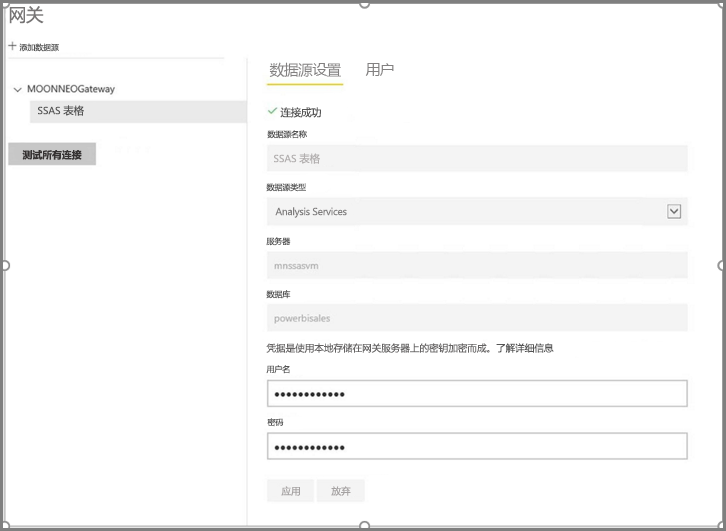 网关
+ 添加数据源
MOONNEOGateway
SSAS 表格
测试所有连接
数据源设置 用户
连接成功
数据源名称
SSAS 表格
数据源类型
Analysis Services
服务器
mnssasvm
数据库
powerbisales
凭据是使用本地存储在网关服务器上的密钥加密而成。了解详细信息
用户名
●●●●●●●●●●●●
密码
●●●●●●●●●●●●
应用 放弃